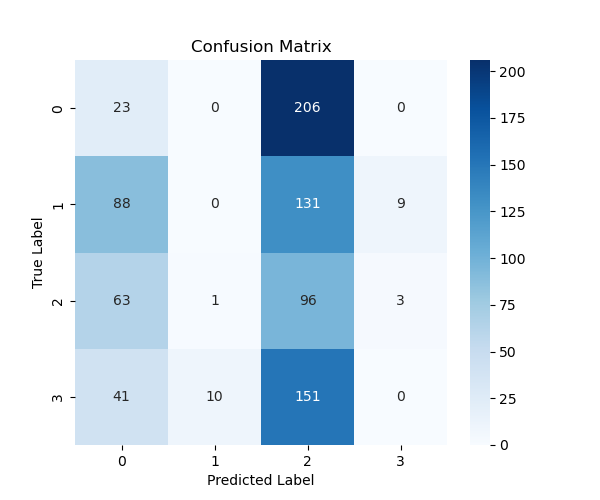 Confusion Matrix
True Label
0 23 0 206 0
1 88 0 131 9
2 63 1 96 3
3 41 10 151 0
0 1 2 3
Predicted Label
200
175
150
125
100
75
50
25
0